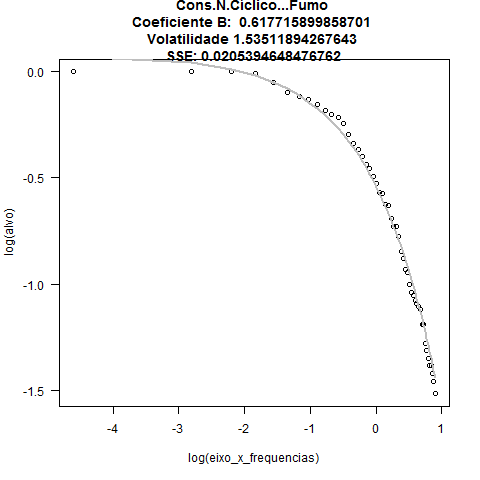 Cons.N.Ciclico...Fumo
Coeficiente B:  0.617715899858701
Volatilidade 1.53511894267643
SSE: 0.0205394648476762
0.0
-0.5
-1.0
-1.5
log(alvo)
-4
-3
-2
-1
0
1
log(eixo_x_frequencias)